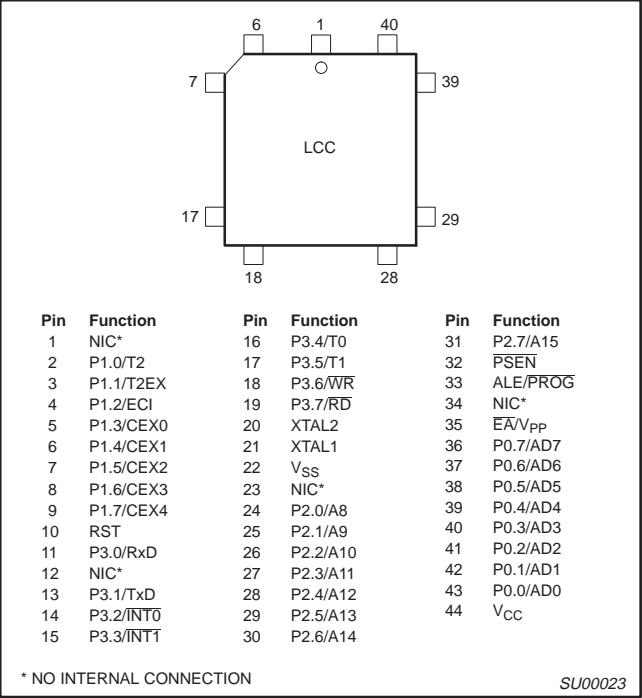 6 1 40
7 39
LCC
17 29
18 28
Pin Function Pin Function Pin Function
1 NIC* 16 P3.4/T0 31 P2.7/A15
2 P1.0/T2 17 P3.5/T1 32 P̅S̅E̅N̅
3 P1.1/T2EX 18 P3.6/W̅R̅ 33 ALE/P̅R̅O̅G̅
4 P1.2/ECI 19 P3.7/R̅D̅ 34 NIC*
5 P1.3/CEX0 20 XTAL2 35 E̅A̅/VPP
6 P1.4/CEX1 21 XTAL1 36 P0.7/AD7
7 P1.5/CEX2 22 VSS 37 P0.6/AD6
8 P1.6/CEX3 23 NIC* 38 P0.5/AD5
9 P1.7/CEX4 24 P2.0/A8 39 P0.4/AD4
10 RST 25 P2.1/A9 40 P0.3/AD3
11 P3.0/RxD 26 P2.2/A10 41 P0.2/AD2
12 NIC* 27 P2.3/A11 42 P0.1/AD1
13 P3.1/TxD 28 P2.4/A12 43 P0.0/AD0
14 P3.2/I̅N̅T̅0̅ 29 P2.5/A13 44 VCC
15 P3.3/I̅N̅T̅1̅ 30 P2.6/A14
* NO INTERNAL CONNECTION
SU00023